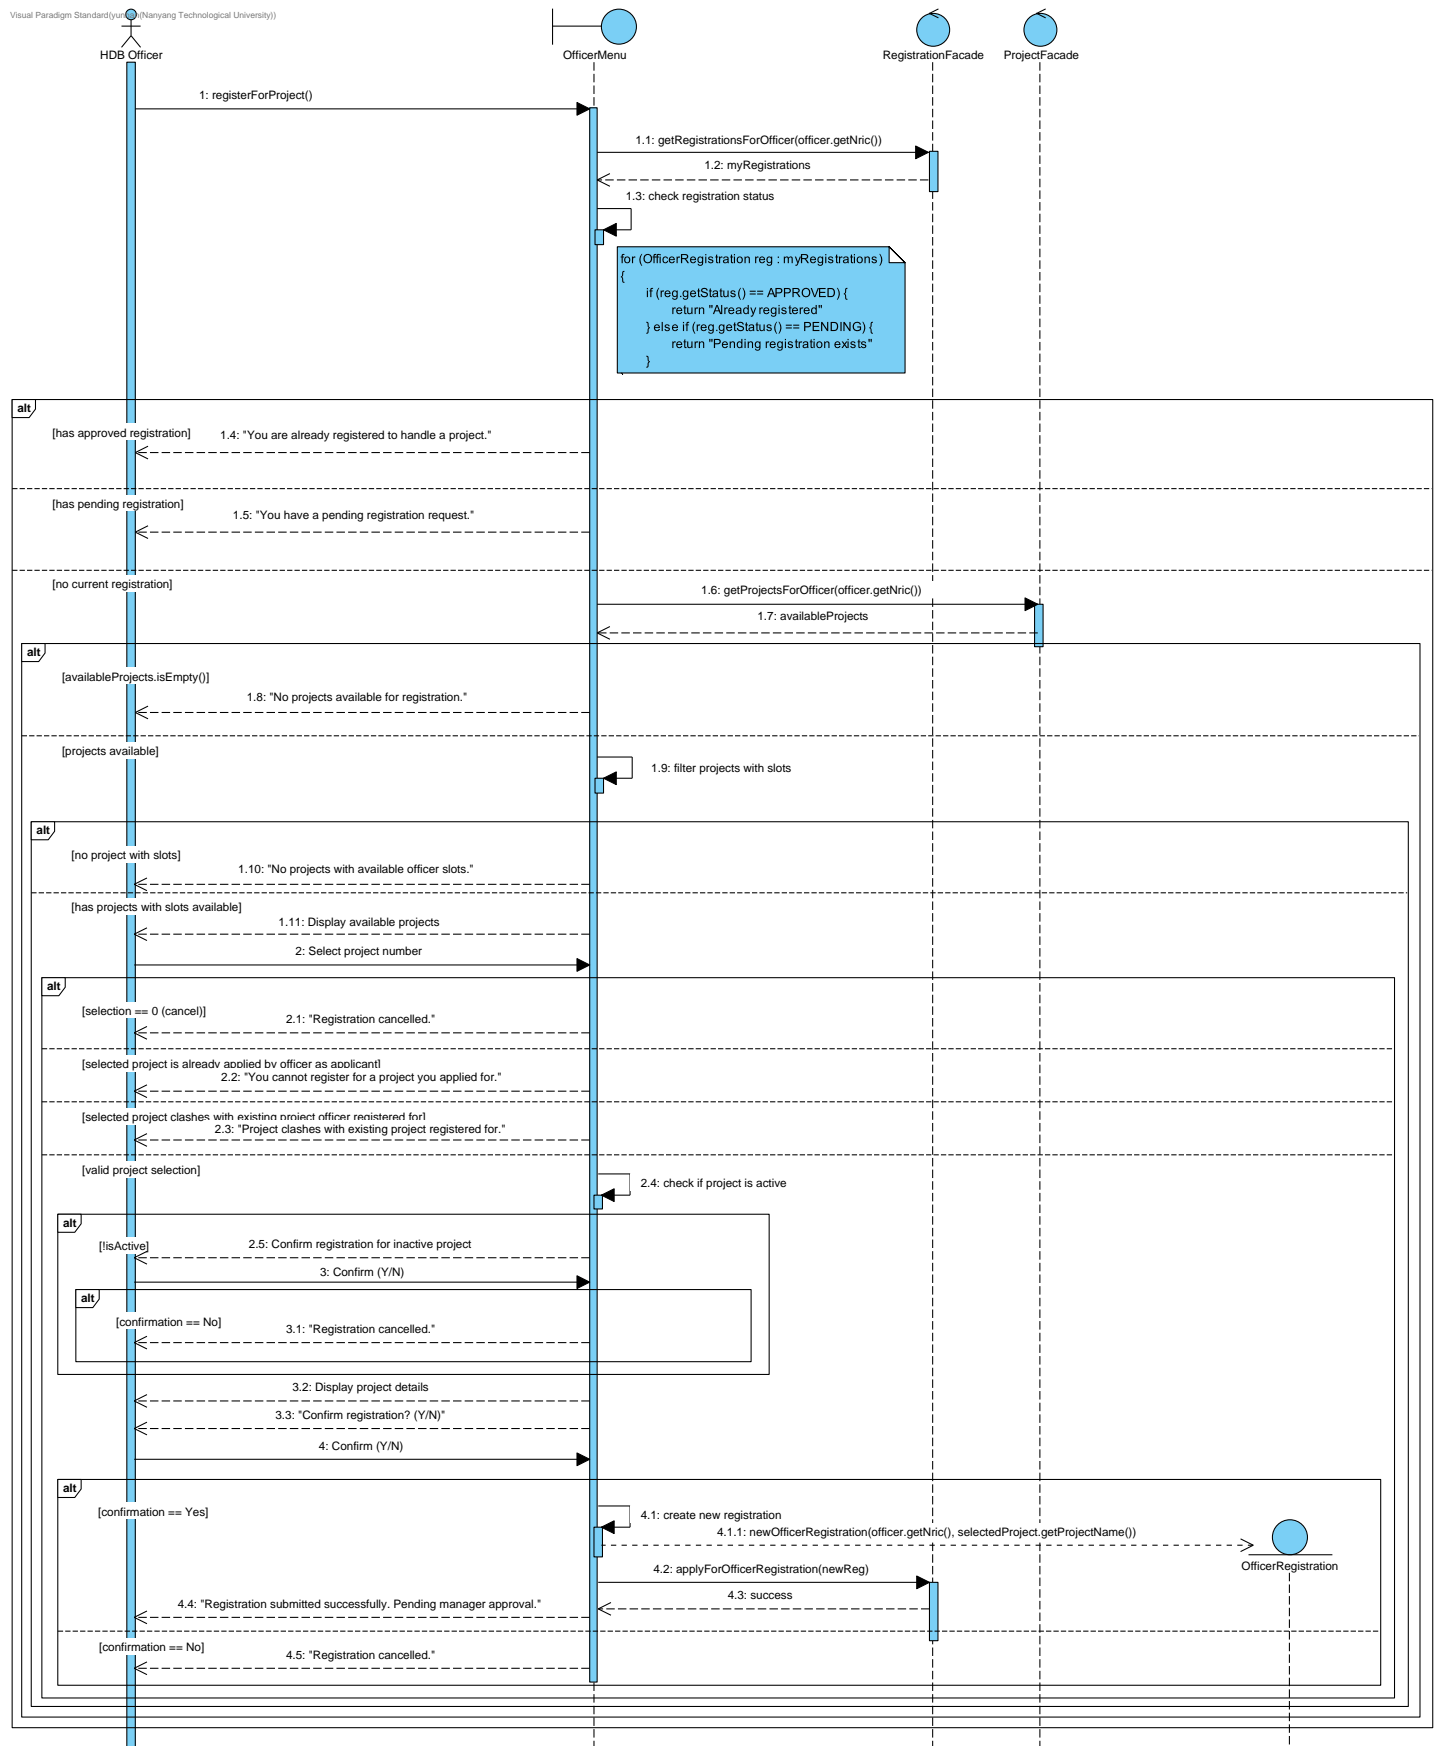 Visual Paradigm Standard(yun (Nanyang Technological University))
HDB Officer
OfficerMenu
RegistrationFacade
ProjectFacade
1: registerForProject()
1.1: getRegistrationsForOfficer(officer.getNric())
1.2: myRegistrations
1.3: check registration status
for (OfficerRegistration reg : myRegistrations)
{
if (reg.getStatus() == APPROVED) {
return "Already registered"
} else if (reg.getStatus() == PENDING) {
return "Pending registration exists"
}
alt
[has approved registration]
1.4: "You are already registered to handle a project."
[has pending registration]
1.5: "You have a pending registration request."
[no current registration]
1.6: getProjectsForOfficer(officer.getNric())
1.7: availableProjects
alt
[availableProjects.isEmpty()]
1.8: "No projects available for registration."
[projects available]
1.9: filter projects with slots
alt
[no project with slots]
1.10: "No projects with available officer slots."
[has projects with slots available]
1.11: Display available projects
2: Select project number
alt
[selection == 0 (cancel)]
2.1: "Registration cancelled."
[selected project is already applied by officer as applicant]
2.2: "You cannot register for a project you applied for."
[selected project clashes with existing project officer registered for]
2.3: "Project clashes with existing project registered for."
[valid project selection]
2.4: check if project is active
alt
[!isActive]
2.5: Confirm registration for inactive project
3: Confirm (Y/N)
alt
[confirmation == No]
3.1: "Registration cancelled."
3.2: Display project details
3.3: "Confirm registration? (Y/N)"
4: Confirm (Y/N)
alt
[confirmation == Yes]
4.1: create new registration
4.1.1: newOfficerRegistration(officer.getNric(), selectedProject.getProjectName())
OfficerRegistration
4.2: applyForOfficerRegistration(newReg)
4.3: success
4.4: "Registration submitted successfully. Pending manager approval."
[confirmation == No]
4.5: "Registration cancelled."